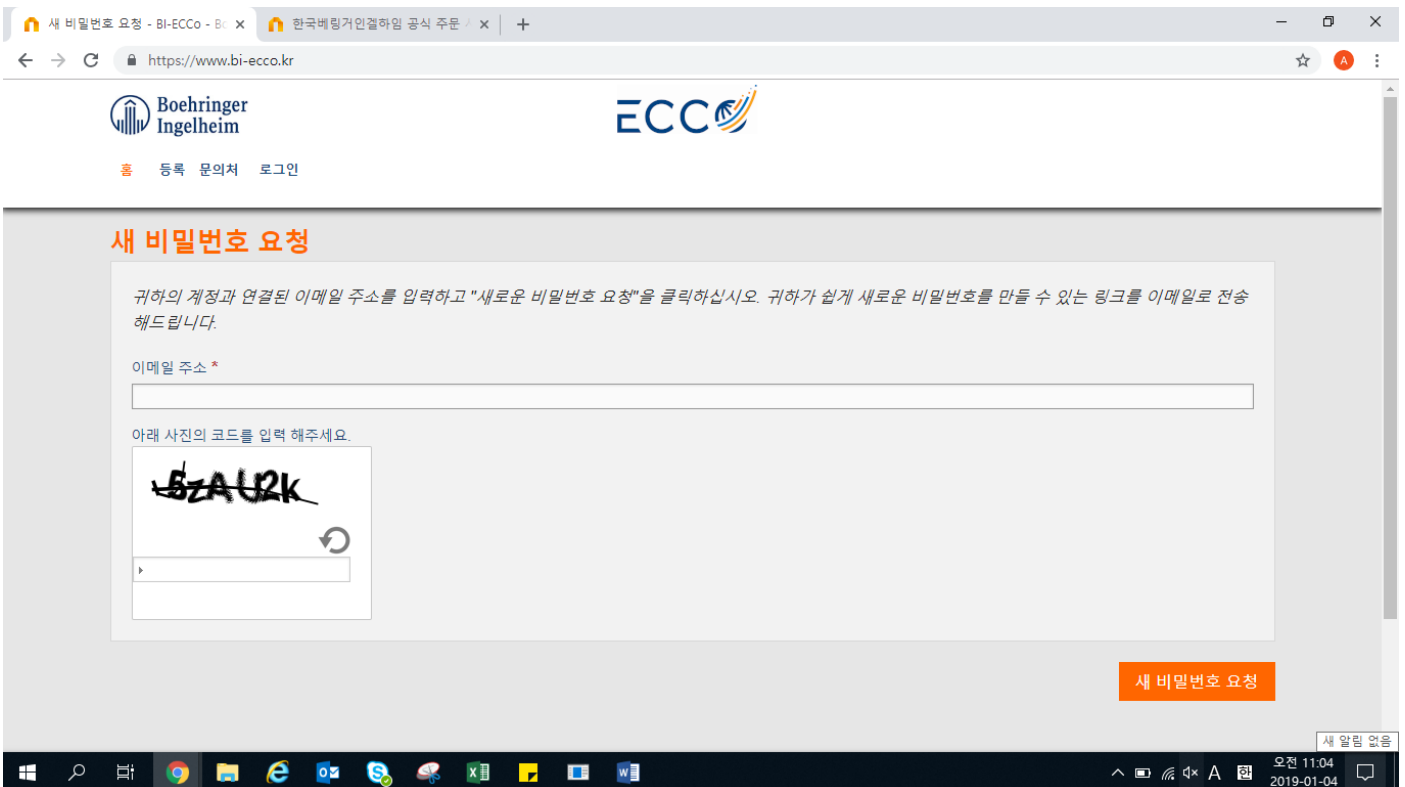 새 비밀번호 요청 - BI-ECCo - Bo
한국베링거인겔하임 공식 주문 사
https://www.bi-ecco.kr
A
Boehringer
Ingelheim
ECCO
홈 등록 문의처 로그인
새 비밀번호 요청
귀하의 계정과 연결된 이메일 주소를 입력하고 "새로운 비밀번호 요청"을 클릭하십시오. 귀하가 쉽게 새로운 비밀번호를 만들 수 있는 링크를 이메일로 전송
해드립니다.
이메일 주소 *
아래 사진의 코드를 입력 해주세요.
5zAU2K
새 비밀번호 요청
새 알림 없음
A 한
오전 11:04
2019-01-04